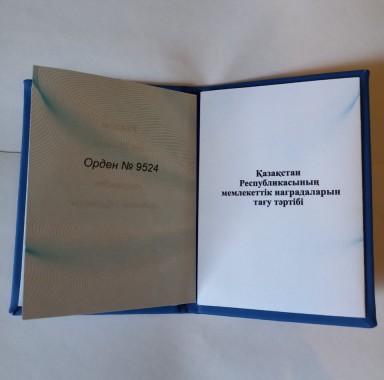 Орден № 9524
Қазақстан
Республикасының
мемлекеттік наградаларын
тағу тәртібі